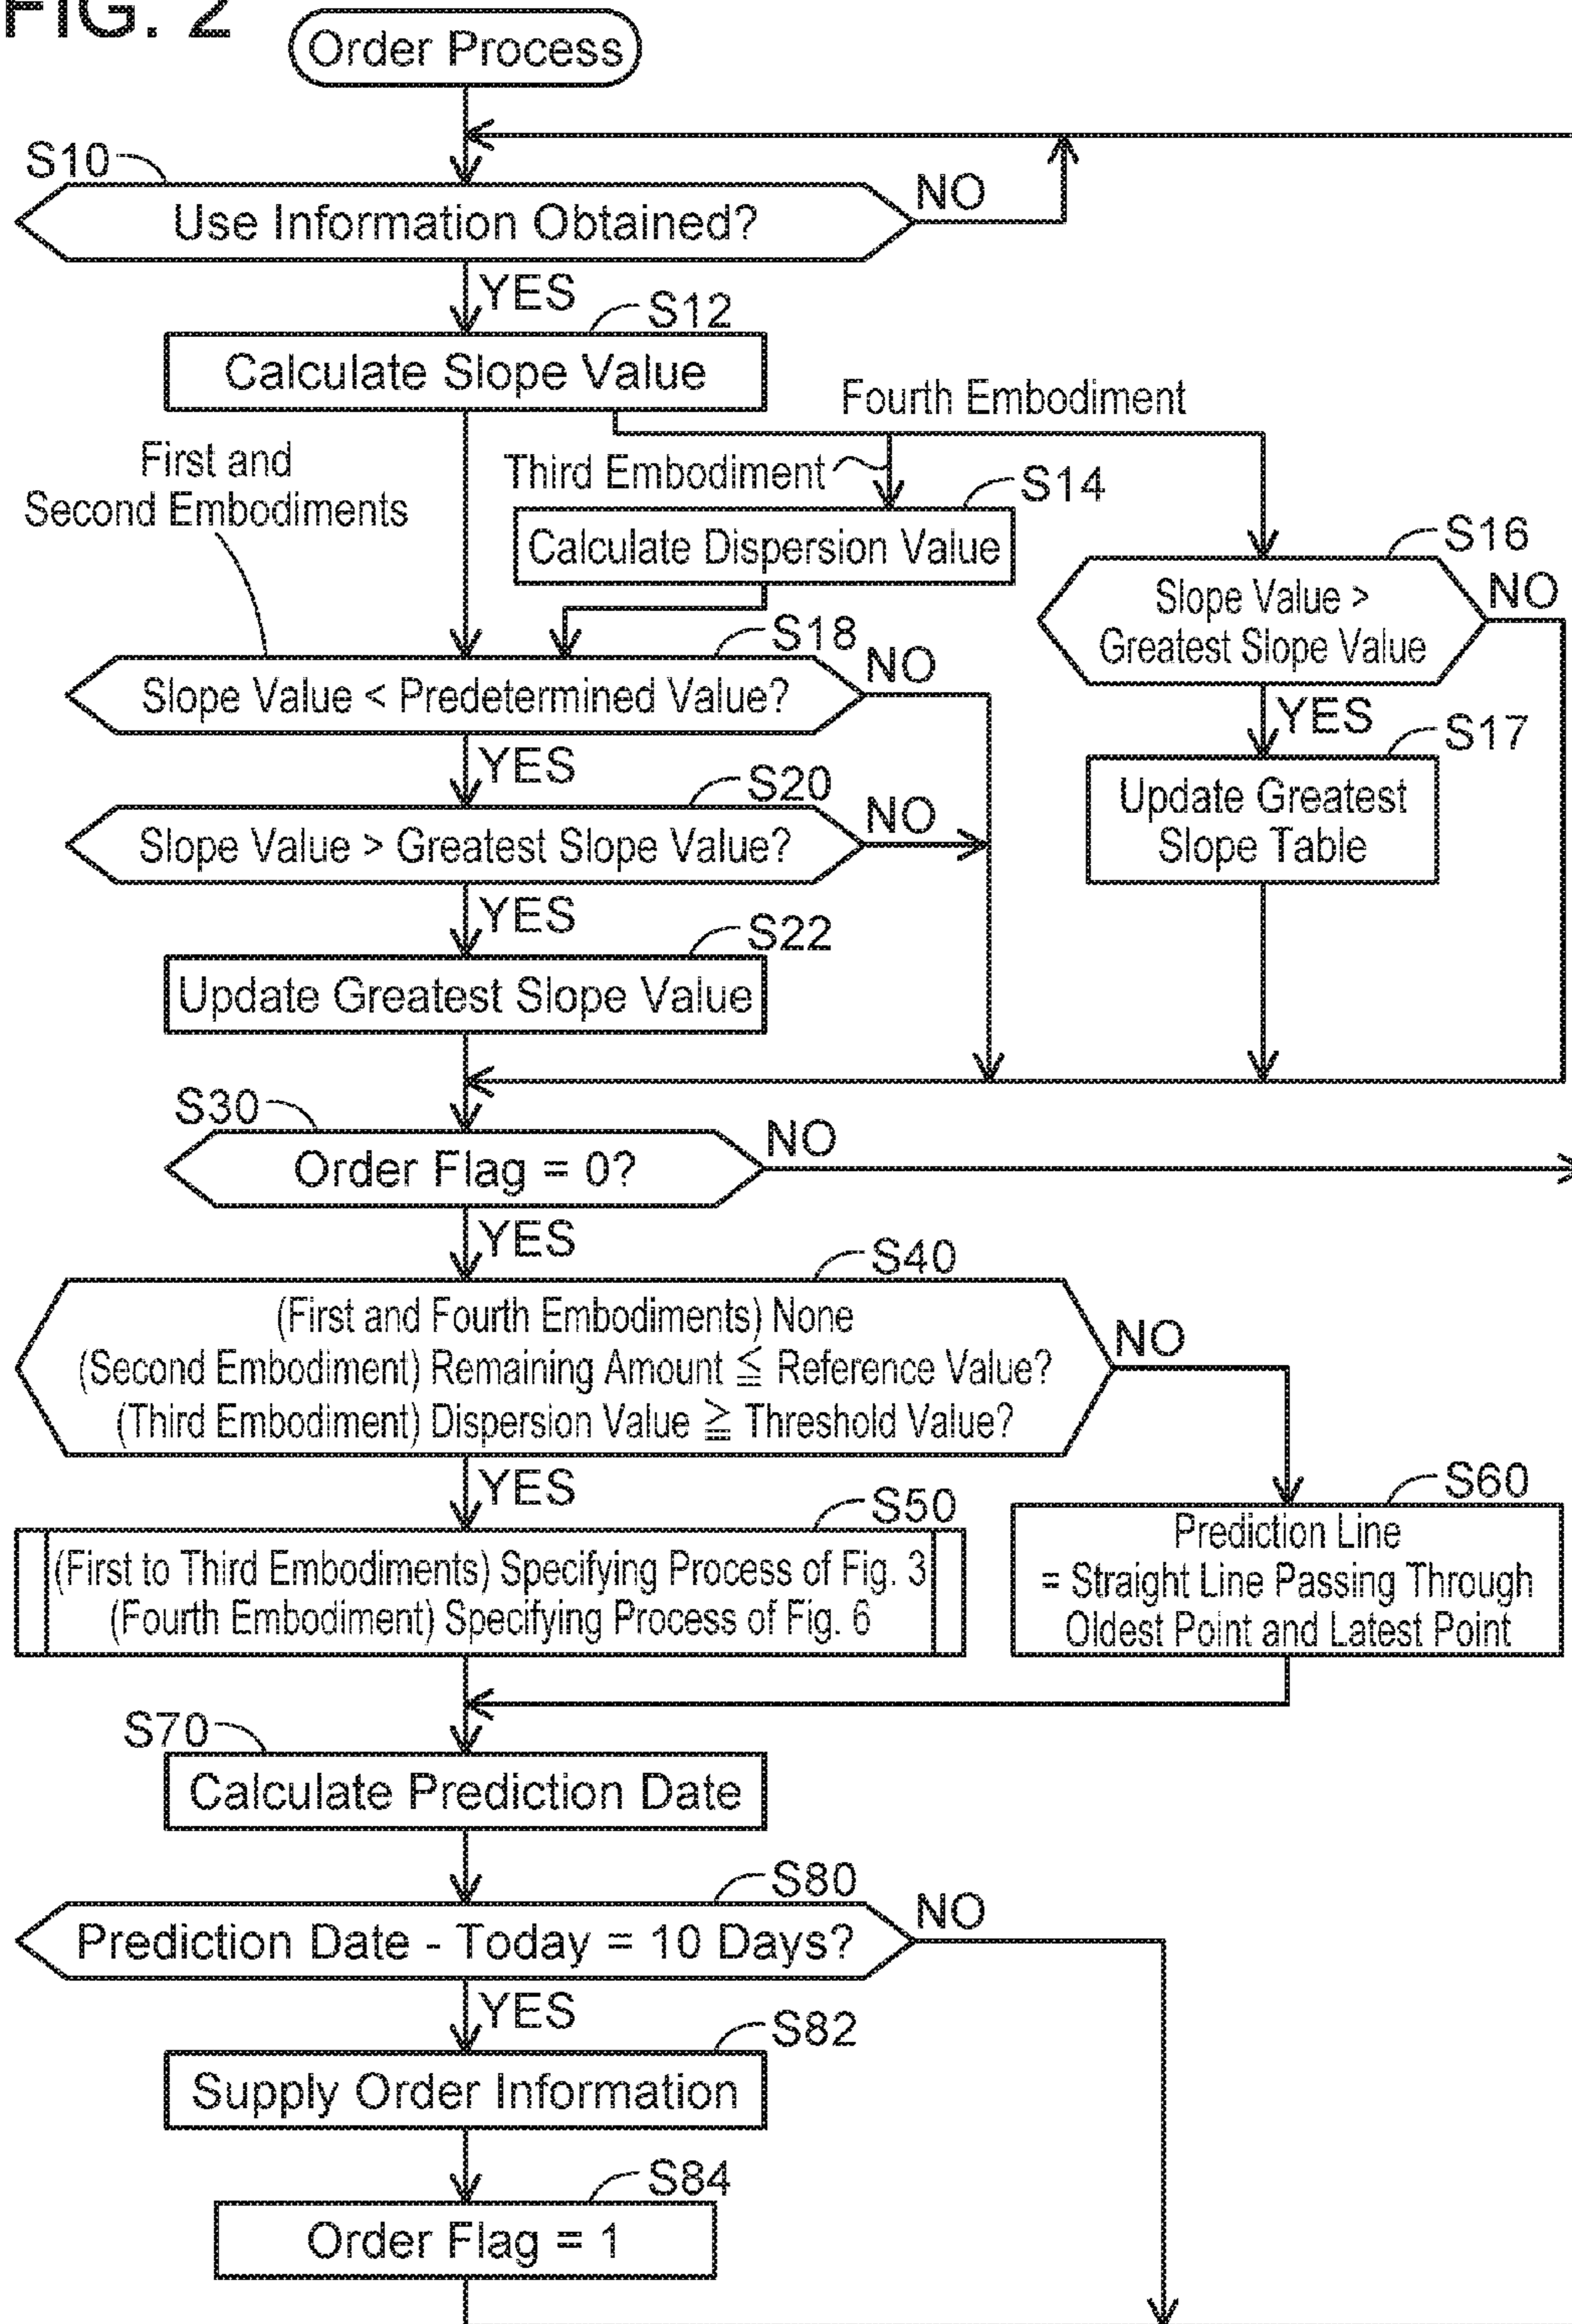 FIG. 2
Order Process
S10
Use Information Obtained?
NO
YES
S12
Calculate Slope Value
Fourth Embodiment
First and
Second Embodiments
Third Embodiment
S14
Calculate Dispersion Value
S16
Slope Value >
Greatest Slope Value
NO
YES
S17
Update Greatest
Slope Table
S18
Slope Value < Predetermined Value?
NO
YES
S20
Slope Value > Greatest Slope Value?
NO
YES
S22
Update Greatest Slope Value
S30
Order Flag = 0?
NO
YES
S40
(First and Fourth Embodiments) None
(Second Embodiment) Remaining Amount ≦ Reference Value?
(Third Embodiment) Dispersion Value ≧ Threshold Value?
NO
YES
S50
(First to Third Embodiments) Specifying Process of Fig. 3
(Fourth Embodiment) Specifying Process of Fig. 6
S60
Prediction Line
= Straight Line Passing Through
Oldest Point and Latest Point
S70
Calculate Prediction Date
S80
Prediction Date - Today = 10 Days?
NO
YES
S82
Supply Order Information
S84
Order Flag = 1